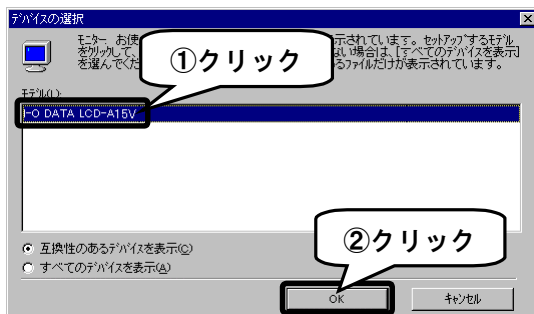 デバイスの選択
モニター お使
示されています。セットアップするモデル
をクリックして、
ない場合は、[すべてのデバイスを表示]
を選んでくだ
るファイルだけが表示されています。
①クリック
モデル(L):
I-O DATA LCD-A15V
②クリック
互換性のあるデバイスを表示(C)
すべてのデバイスを表示(A)
OK
キャンセル